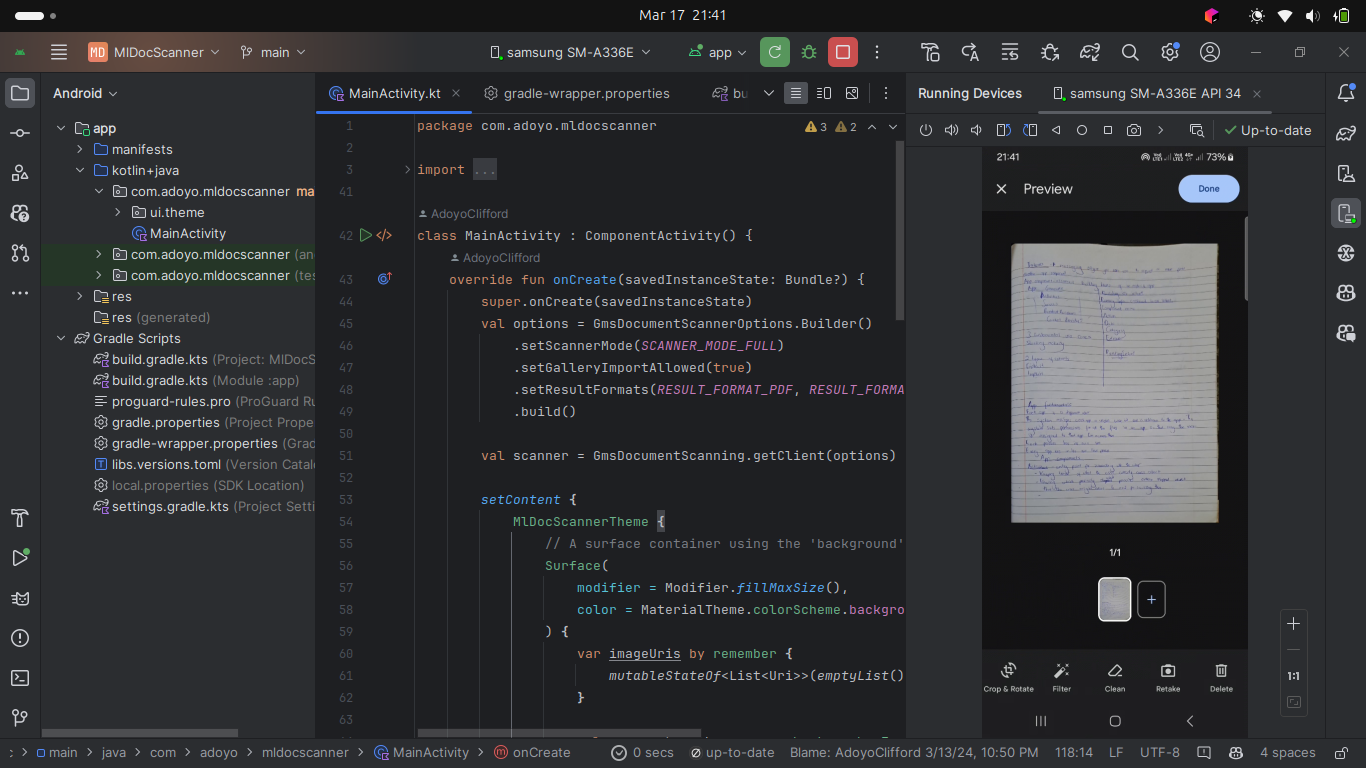 Mar 17 21:41
MD MlDocScanner main samsung SM-A336E app
Android MainActivity.kt gradle-wrapper.properties bu Running Devices samsung SM-A336E API 34
Up-to-date
app
manifests
kotlin+java
com.adoyo.mldocscanner ma
ui.theme
MainActivity
com.adoyo.mldocscanner (an
com.adoyo.mldocscanner (tes
res
res (generated)
Gradle Scripts
build.gradle.kts (Project: MlDocS
build.gradle.kts (Module :app)
proguard-rules.pro (ProGuard Ru
gradle.properties (Project Prope
gradle-wrapper.properties (Grad
libs.versions.toml (Version Catal
local.properties (SDK Location)
settings.gradle.kts (Project Setti
3 2
1 package com.adoyo.mldocscanner
2
3 import ...
41
AdoyoClifford
42 class MainActivity : ComponentActivity() {
AdoyoClifford
43 override fun onCreate(savedInstanceState: Bundle?) {
44 super.onCreate(savedInstanceState)
45 val options = GmsDocumentScannerOptions.Builder()
46 .setScannerMode(SCANNER_MODE_FULL)
47 .setGalleryImportAllowed(true)
48 .setResultFormats(RESULT_FORMAT_PDF, RESULT_FORMA
49 .build()
50
51 val scanner = GmsDocumentScanning.getClient(options)
52
53 setContent {
54 MlDocScannerTheme {
55 // A surface container using the 'background'
56 Surface(
57 modifier = Modifier.fillMaxSize(),
58 color = MaterialTheme.colorScheme.backgro
59 ) {
60 var imageUris by remember {
61 mutableStateOf<List<Uri>>(emptyList()
62 }
63
21:41 73%
Preview Done
1/1
+
Crop & Rotate Filter Clean Retake Delete
1:1
main java com adoyo mldocscanner MainActivity onCreate 0 secs up-to-date Blame: AdoyoClifford 3/13/24, 10:50 PM 118:14 LF UTF-8 4 spaces